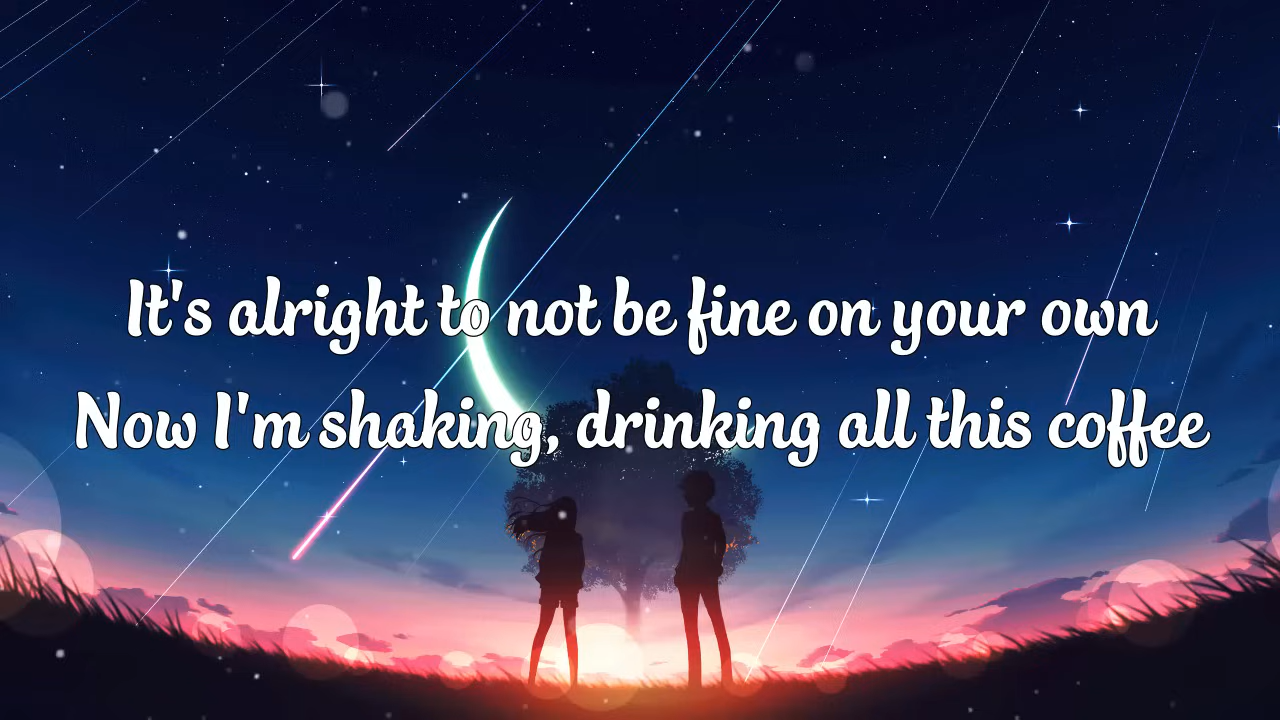 It's alright to not be fine on your own
Now I'm shaking, drinking all this coffee